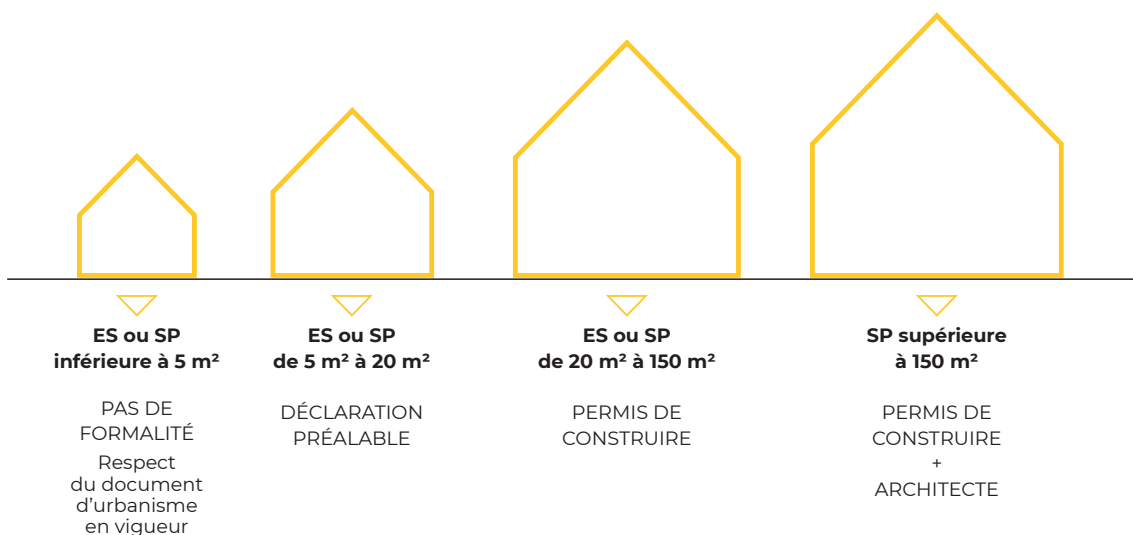 ES ou SP
inférieure à 5 m²
PAS DE
FORMALITÉ
Respect
du document
d’urbanisme
en vigueur
ES ou SP
de 5 m² à 20 m²
DÉCLARATION
PRÉALABLE
ES ou SP
de 20 m² à 150 m²
PERMIS DE
CONSTRUIRE
SP supérieure
à 150 m²
PERMIS DE
CONSTRUIRE
+
ARCHITECTE